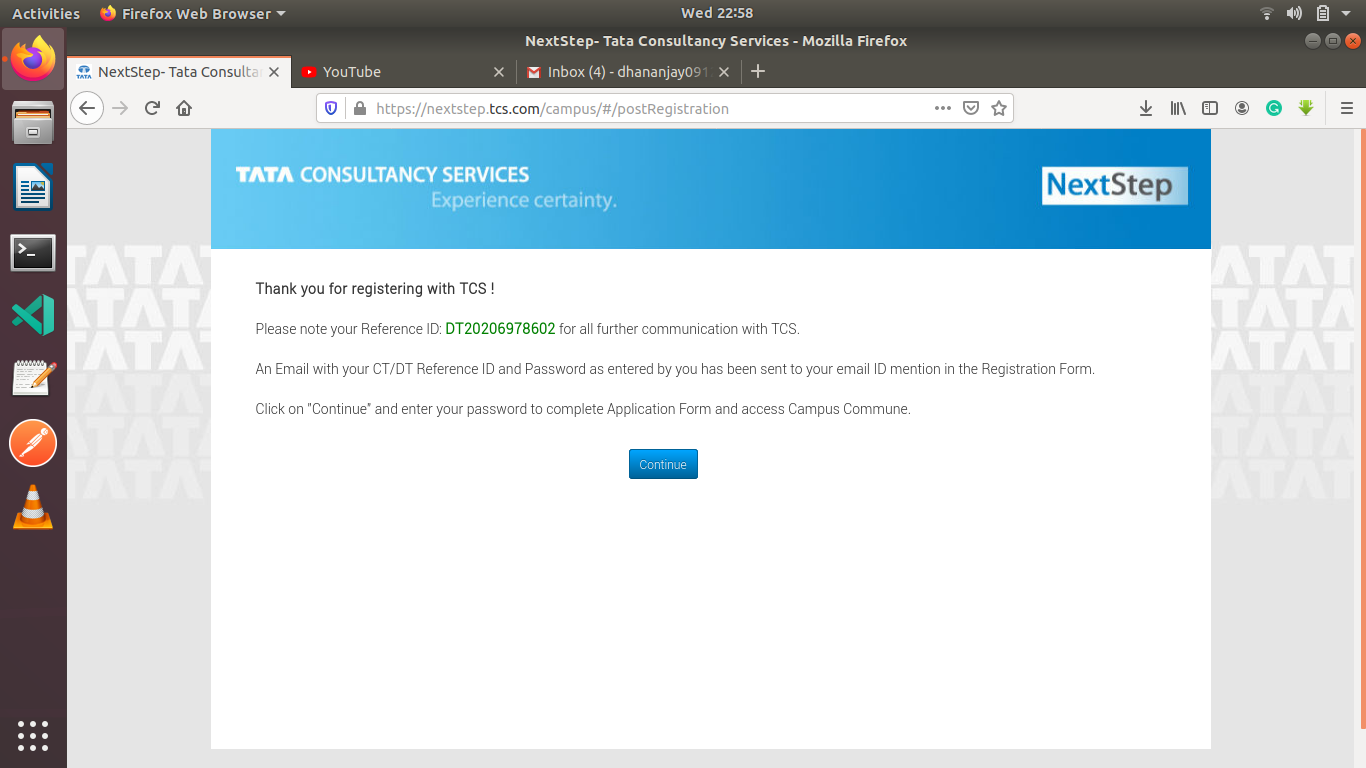 Activities Firefox Web Browser Wed 22:58
NextStep- Tata Consultancy Services - Mozilla Firefox
TATA NextStep- Tata Consulta YouTube Inbox (4) - dhananjay091
https://nextstep.tcs.com/campus/#/postRegistration
TATA CONSULTANCY SERVICES
Experience certainty.
NextStep
Thank you for registering with TCS !
Please note your Reference ID: DT20206978602 for all further communication with TCS.
An Email with your CT/DT Reference ID and Password as entered by you has been sent to your email ID mention in the Registration Form.
Click on "Continue" and enter your password to complete Application Form and access Campus Commune.
Continue